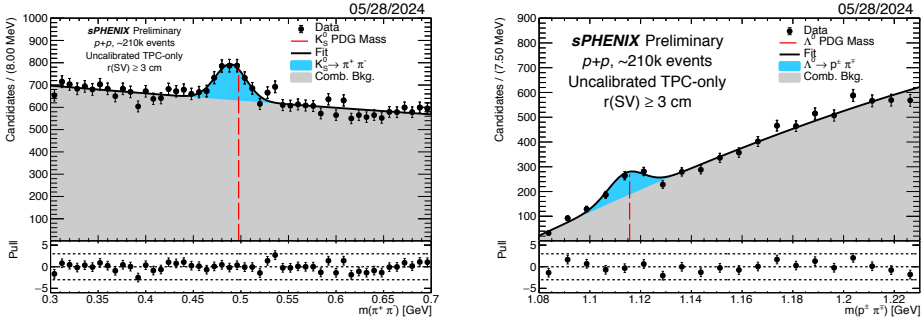 05/28/2024
Candidates / (8.00 MeV)
1000
900
800
700
600
500
400
300
200
100
0
sPHENIX Preliminary
p+p, ~210k events
Uncalibrated TPC-only
r(SV) ≥ 3 cm
Data
K⁰S PDG Mass
Fit
K⁰S → π⁺ π⁻
Comb. Bkg.
Pull
5
0
−5
0.3 0.35 0.4 0.45 0.5 0.55 0.6 0.65 0.7
m(π⁺ π⁻) [GeV]
05/28/2024
Candidates / (7.50 MeV)
900
800
700
600
500
400
300
200
100
0
sPHENIX Preliminary
p+p, ~210k events
Uncalibrated TPC-only
r(SV) ≥ 3 cm
Data
Λ⁰ PDG Mass
Fit
Λ⁰ → p± π∓
Comb. Bkg.
Pull
5
0
−5
1.08 1.1 1.12 1.14 1.16 1.18 1.2 1.22
m(p± π∓) [GeV]